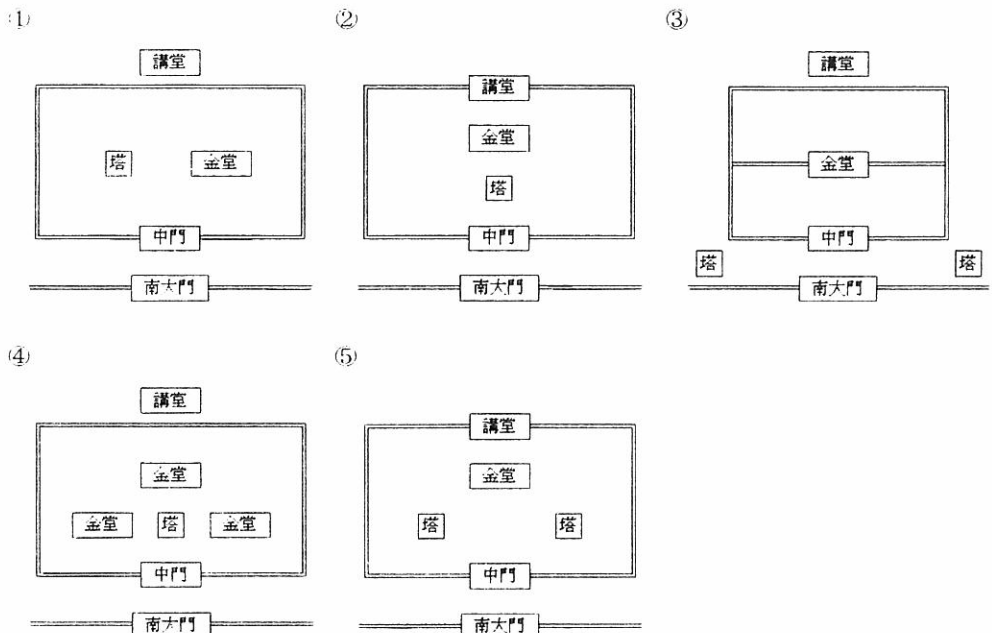 ①
講堂
塔 金堂
中門
南大門
②
講堂
金堂
塔
中門
南大門
③
講堂
金堂
中門
塔 塔
南大門
④
講堂
金堂
金堂 塔 金堂
中門
南大門
⑤
講堂
金堂
塔 塔
中門
南大門